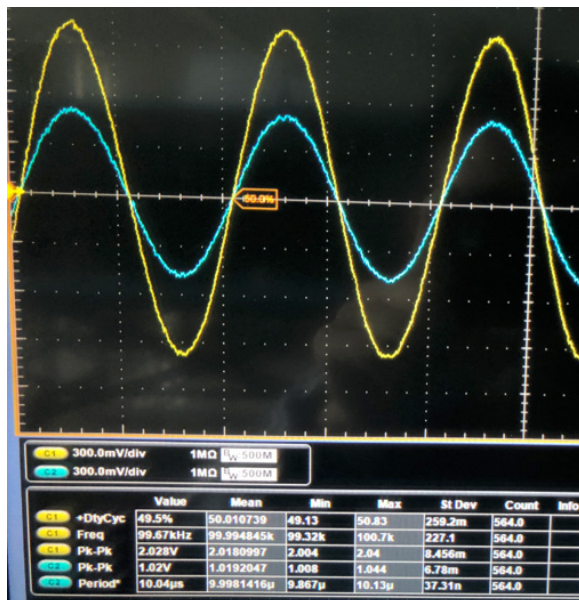 50.0%
C1 300.0mV/div 1MΩ BW 500M
C2 300.0mV/div 1MΩ BW 500M
Value Mean Min Max St Dev Count Info
C1 +DtyCyc 49.5% 50.010739 49.13 50.83 259.2m 564.0
C1 Freq 99.67kHz 99.994845k 99.32k 100.7k 227.1 564.0
C1 Pk-Pk 2.028V 2.0180997 2.004 2.04 8.456m 564.0
C2 Pk-Pk 1.02V 1.0192047 1.008 1.044 6.78m 564.0
C2 Period* 10.04µs 9.9981416µ 9.867µ 10.13µ 37.31n 564.0